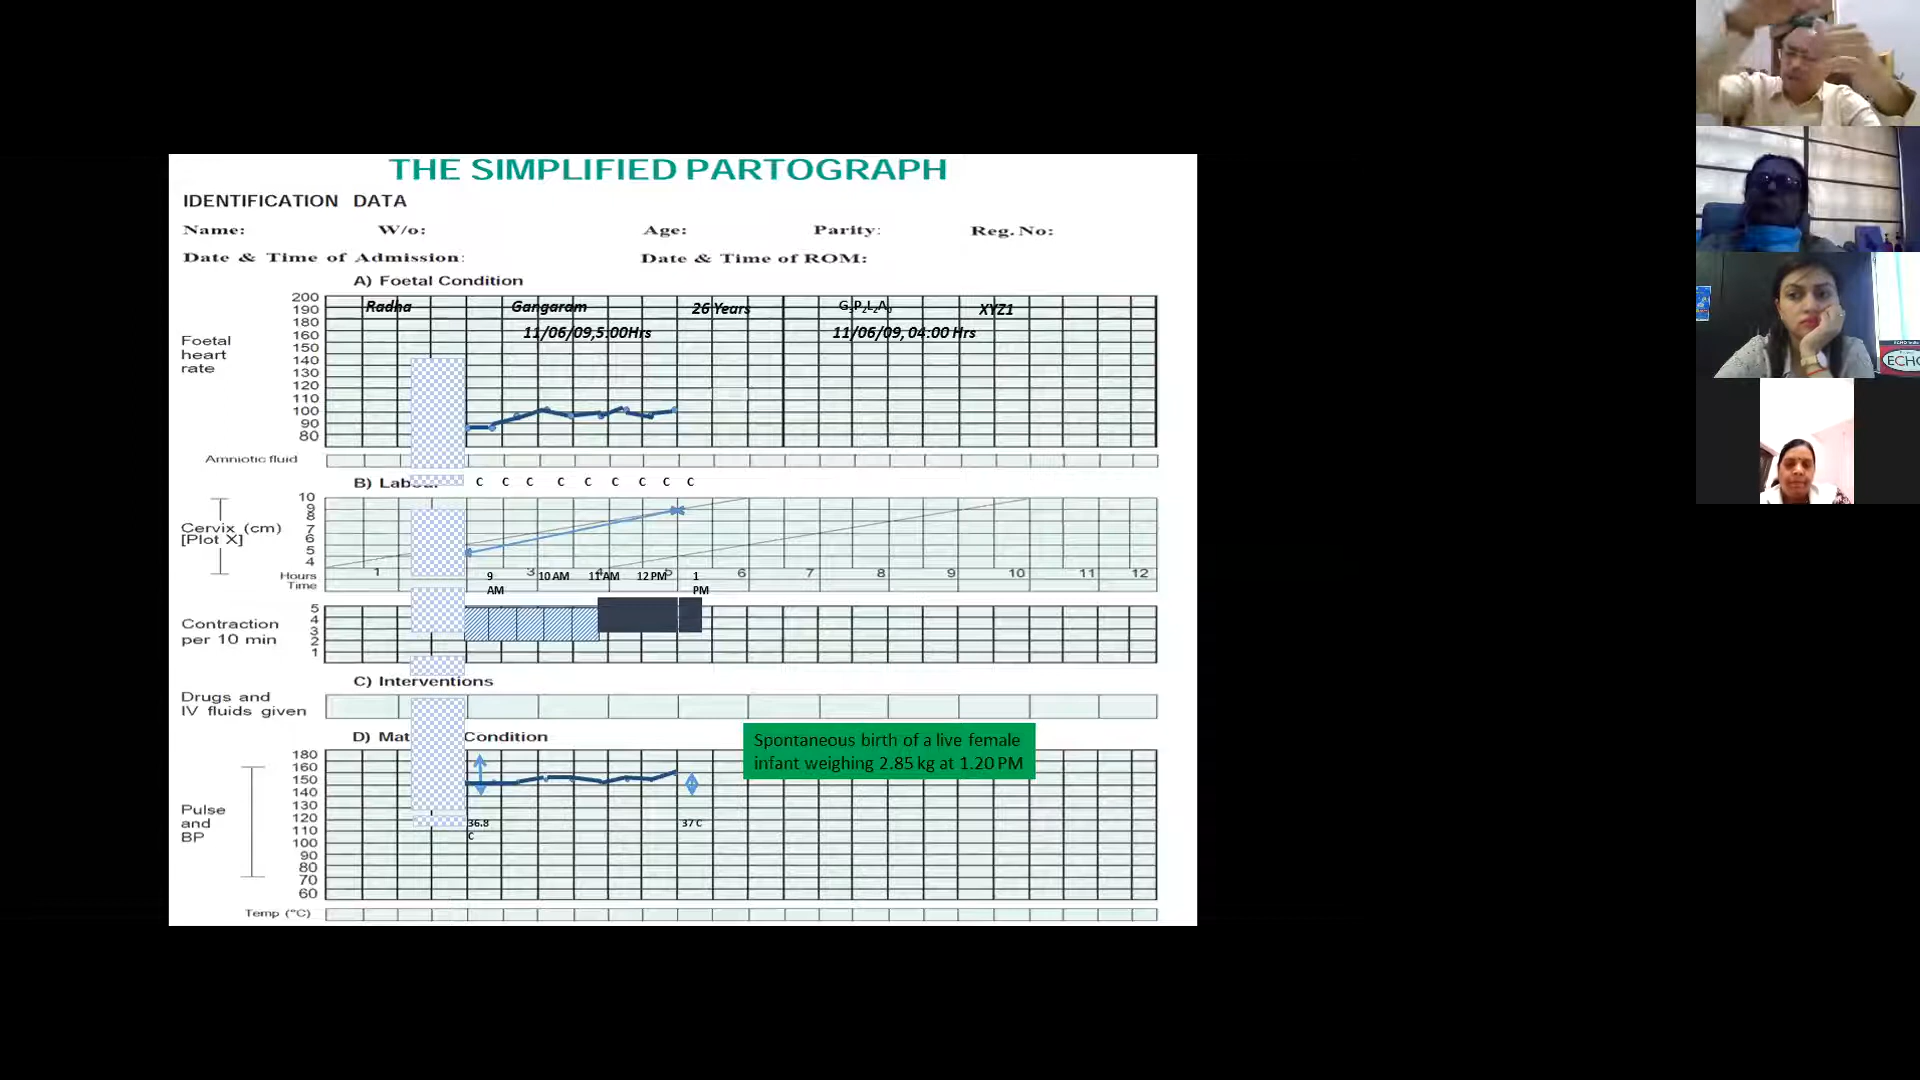 THE SIMPLIFIED PARTOGRAPH
IDENTIFICATION DATA
Name: W/o: Age: Parity: Reg. No:
Date & Time of Admission: Date & Time of ROM:
A) Foetal Condition
Radha Gangaram 26 Years G3P2L2A0 XYZ1
11/06/09,5:00Hrs 11/06/09, 04:00 Hrs
Foetal
heart
rate
200
190
180
160
150
140
130
120
110
100
90
80
Amniotic fluid
B) Labour
C C C C C C C C C
Cervix (cm)
[Plot X]
10
9
8
7
6
5
4
Hours 1 3 4 5 6 7 8 9 10 11 12
Time
9 AM 10 AM 11 AM 12 PM 1 PM
Contraction
per 10 min
5
4
3
2
1
C) Interventions
Drugs and
IV fluids given
D) Mat Condition
Spontaneous birth of a live female
infant weighing 2.85 kg at 1.20 PM
Pulse
and
BP
180
160
150
140
130
120
110
100
90
80
70
60
36.8 C
37 C
Temp (°C)
ECHO